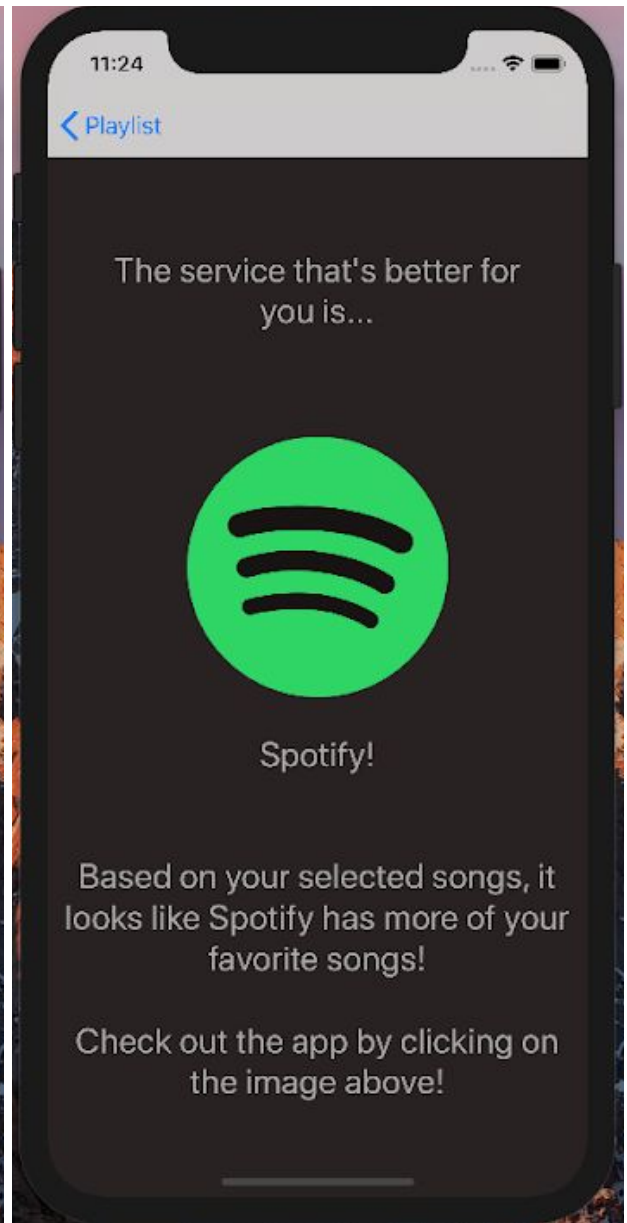 11:24
Playlist
The service that's better for
you is...
Spotify!
Based on your selected songs, it
looks like Spotify has more of your
favorite songs!
Check out the app by clicking on
the image above!